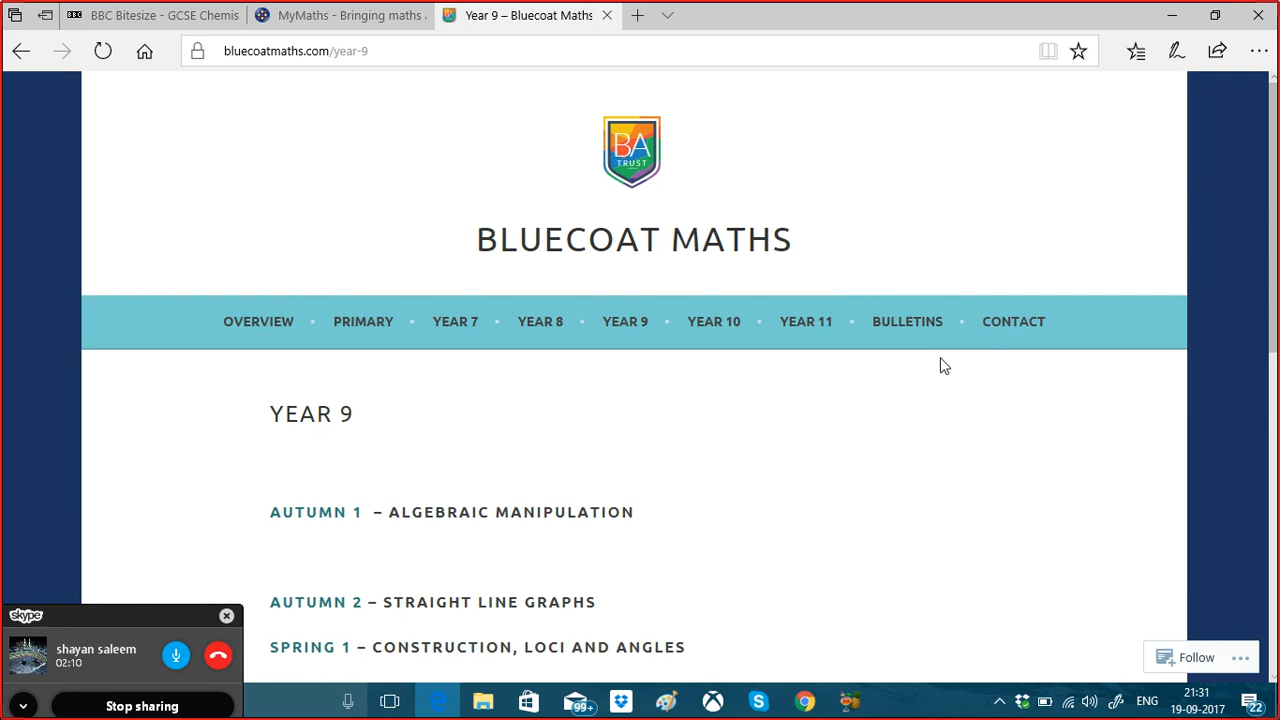 BBC BBC Bitesize - GCSE Chemis
MyMaths - Bringing maths a
Year 9 – Bluecoat Maths
bluecoatmaths.com/year-9
BA
TRUST
BLUECOAT MATHS
OVERVIEW • PRIMARY • YEAR 7 • YEAR 8 • YEAR 9 • YEAR 10 • YEAR 11 • BULLETINS • CONTACT
YEAR 9
AUTUMN 1 – ALGEBRAIC MANIPULATION
AUTUMN 2 – STRAIGHT LINE GRAPHS
SPRING 1 – CONSTRUCTION, LOCI AND ANGLES
skype
shayan saleem
02:10
Stop sharing
Follow
99+
ENG
21:31
19-09-2017
22